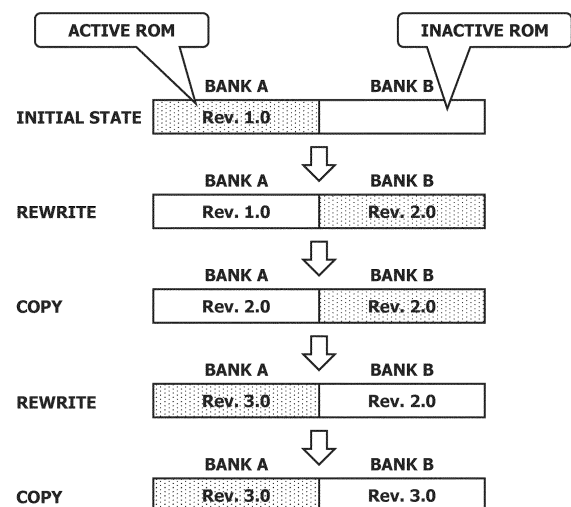 ACTIVE ROM INACTIVE ROM
BANK A BANK B
INITIAL STATE Rev. 1.0
BANK A BANK B
REWRITE Rev. 1.0 Rev. 2.0
BANK A BANK B
COPY Rev. 2.0 Rev. 2.0
BANK A BANK B
REWRITE Rev. 3.0 Rev. 2.0
BANK A BANK B
COPY Rev. 3.0 Rev. 3.0